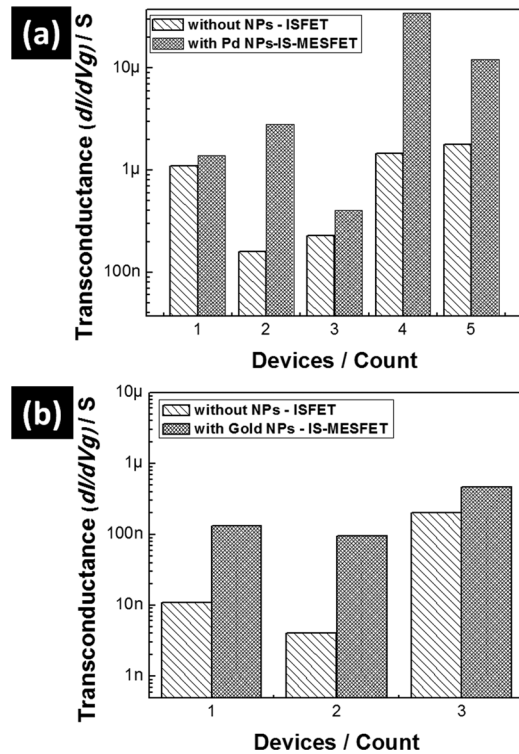 (a)
without NPs - ISFET
with Pd NPs-IS-MESFET
Transconductance (dI/dVg) / S
10µ
1µ
100n
1 2 3 4 5
Devices / Count
(b)
without NPs - ISFET
with Gold NPs - IS-MESFET
Transconductance (dI/dVg) / S
10µ
1µ
100n
10n
1n
1 2 3
Devices / Count